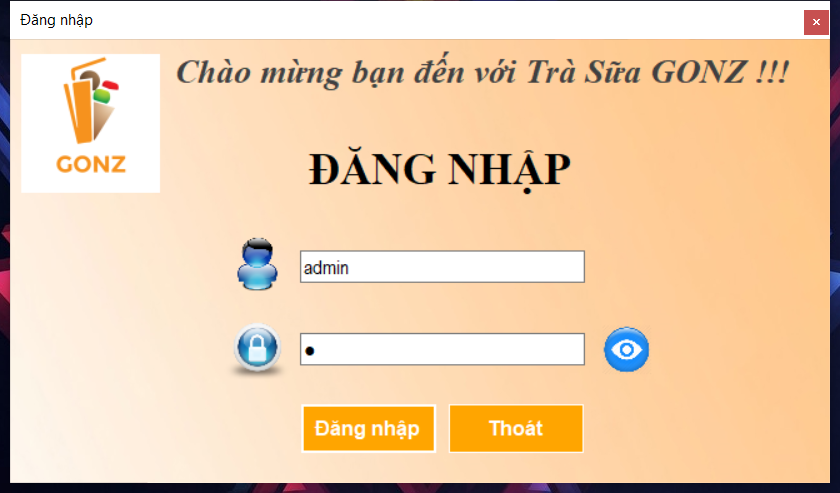 Đăng nhập
Chào mừng bạn đến với Trà Sữa GONZ !!!
GONZ
ĐĂNG NHẬP
admin
Đăng nhập
Thoát